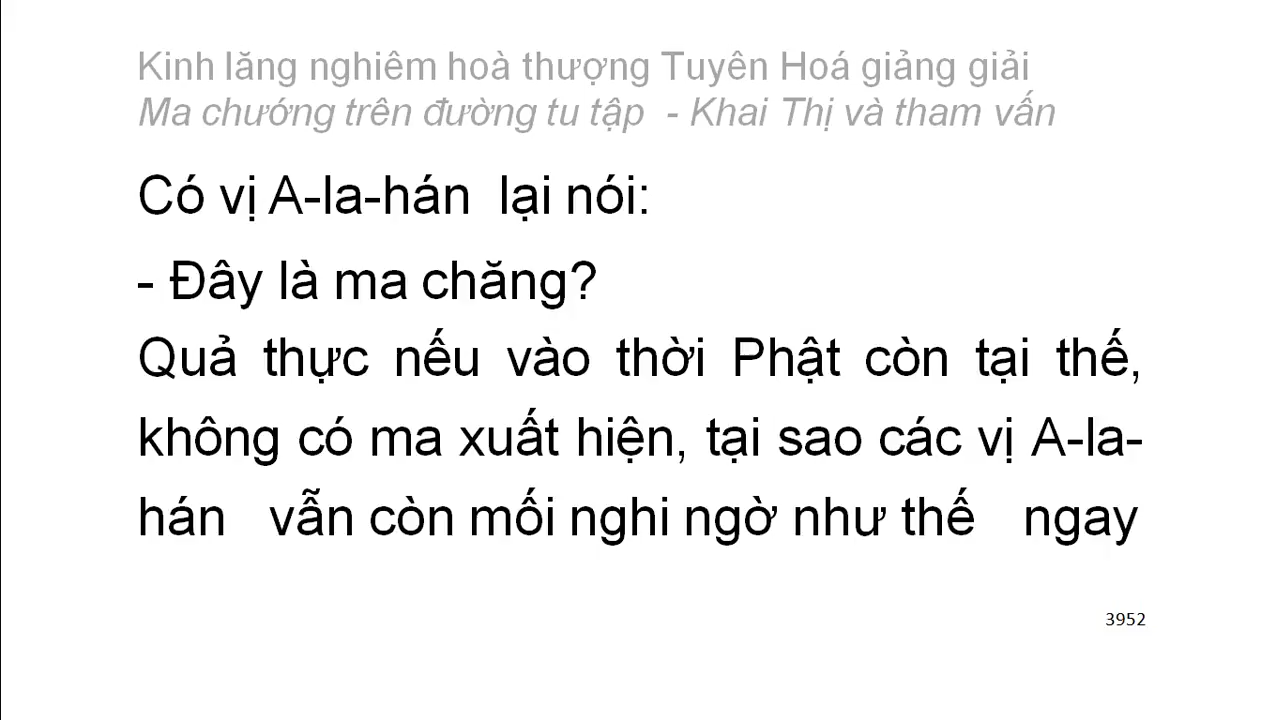 Kinh lăng nghiêm hoà thượng Tuyên Hoá giảng giải
Ma chướng trên đường tu tập - Khai Thị và tham vấn
Có vị A-la-hán lại nói:
- Đây là ma chăng?
Quả thực nếu vào thời Phật còn tại thế,
không có ma xuất hiện, tại sao các vị A-la-
hán vẫn còn mối nghi ngờ như thế ngay
3952